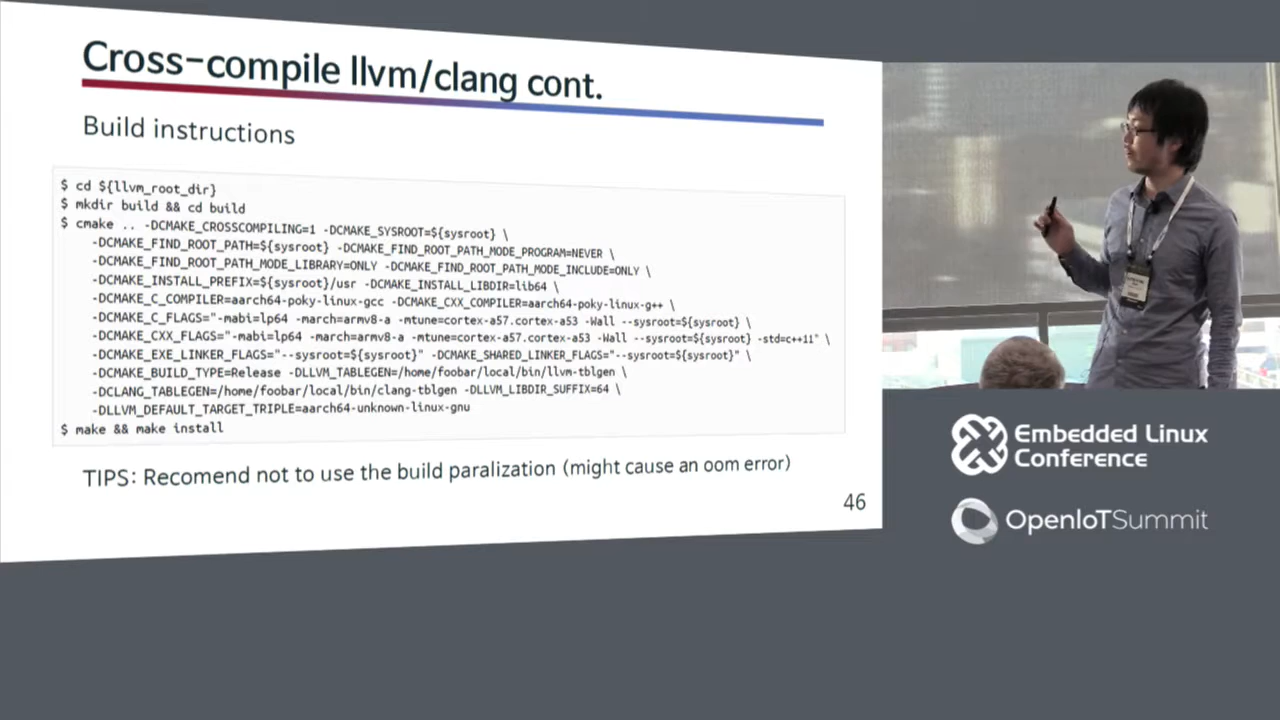 Cross-compile llvm/clang cont.
Build instructions
$ cd ${llvm_root_dir}
$ mkdir build && cd build
$ cmake .. -DCMAKE_CROSSCOMPILING=1 -DCMAKE_SYSROOT=${sysroot} \
-DCMAKE_FIND_ROOT_PATH=${sysroot} -DCMAKE_FIND_ROOT_PATH_MODE_PROGRAM=NEVER \
-DCMAKE_FIND_ROOT_PATH_MODE_LIBRARY=ONLY -DCMAKE_FIND_ROOT_PATH_MODE_INCLUDE=ONLY \
-DCMAKE_INSTALL_PREFIX=${sysroot}/usr -DCMAKE_INSTALL_LIBDIR=lib64 \
-DCMAKE_C_COMPILER=aarch64-poky-linux-gcc -DCMAKE_CXX_COMPILER=aarch64-poky-linux-g++ \
-DCMAKE_C_FLAGS="-mabi=lp64 -march=armv8-a -mtune=cortex-a57.cortex-a53 -Wall --sysroot=${sysroot} \
-DCMAKE_CXX_FLAGS="-mabi=lp64 -march=armv8-a -mtune=cortex-a57.cortex-a53 -Wall --sysroot=${sysroot} -std=c++11" \
-DCMAKE_EXE_LINKER_FLAGS="--sysroot=${sysroot}" -DCMAKE_SHARED_LINKER_FLAGS="--sysroot=${sysroot}" \
-DCMAKE_BUILD_TYPE=Release -DLLVM_TABLEGEN=/home/foobar/local/bin/llvm-tblgen \
-DCLANG_TABLEGEN=/home/foobar/local/bin/clang-tblgen -DLLVM_LIBDIR_SUFFIX=64 \
-DLLVM_DEFAULT_TARGET_TRIPLE=aarch64-unknown-linux-gnu
$ make && make install
TIPS: Recomend not to use the build paralization (might cause an oom error)
46
Embedded Linux
Conference
OpenIoTSummit